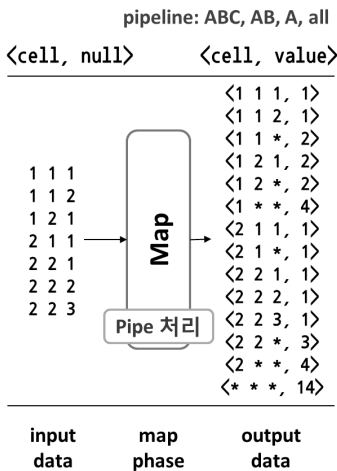 pipeline: ABC, AB, A, all
<cell, null> <cell, value>
<1 1 1, 1>
<1 1 2, 1>
<1 1 *, 2>
<1 2 1, 2>
<1 2 *, 2>
<1 * *, 4>
<2 1 1, 1>
<2 1 *, 1>
<2 2 1, 1>
<2 2 2, 1>
<2 2 3, 1>
<2 2 *, 3>
<2 * *, 4>
<* * *, 14>
1 1 1
1 1 2
1 2 1
2 1 1
2 2 1
2 2 2
2 2 3
Map
Pipe 처리
input data
map phase
output data